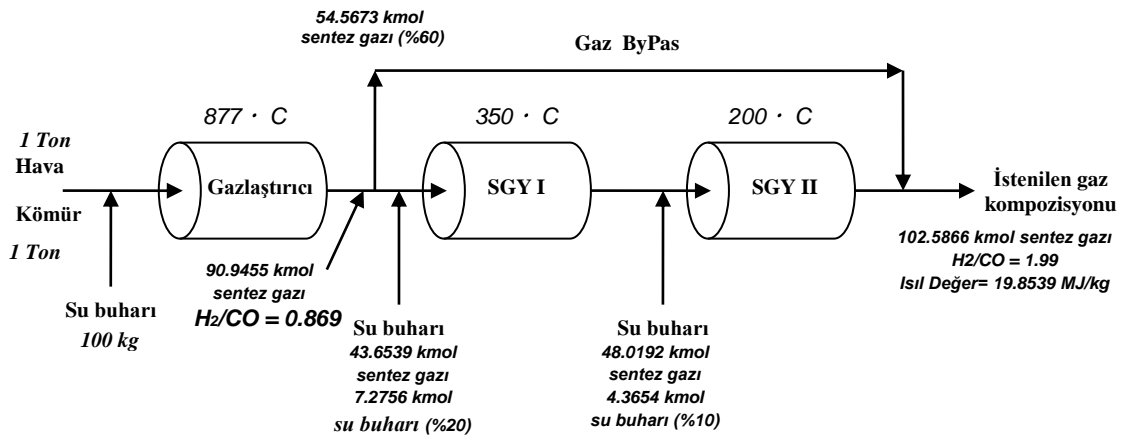 54.5673 kmol
sentez gazı (%60)
Gaz ByPas
877 · C
350 · C
200 · C
1 Ton
Hava
Kömür
1 Ton
Gazlaştırıcı
SGY I
SGY II
İstenilen gaz
kompozisyonu
102.5866 kmol sentez gazı
H2/CO = 1.99
Isıl Değer= 19.8539 MJ/kg
Su buharı
100 kg
90.9455 kmol
sentez gazı
H2/CO = 0.869
Su buharı
43.6539 kmol
sentez gazı
7.2756 kmol
su buharı (%20)
Su buharı
48.0192 kmol
sentez gazı
4.3654 kmol
su buharı (%10)